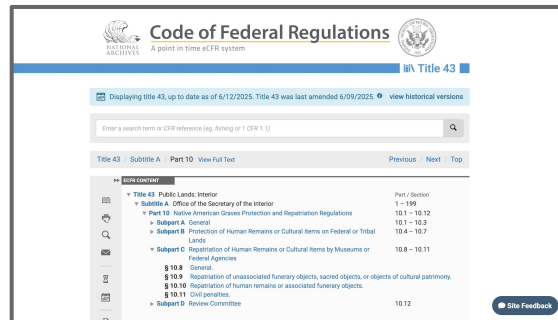 NATIONAL
ARCHIVES
Code of Federal Regulations
A point in time eCFR system
Title 43
Displaying title 43, up to date as of 6/12/2025. Title 43 was last amended 6/09/2025. view historical versions
Enter a search term or CFR reference (eg. fishing or 1 CFR 1.1)
Title 43 / Subtitle A / Part 10 View Full Text Previous / Next / Top
ECFR CONTENT
Title 43 Public Lands: Interior Part / Section
Subtitle A Office of the Secretary of the Interior 1 – 199
Part 10 Native American Graves Protection and Repatriation Regulations 10.1 – 10.12
Subpart A General 10.1 – 10.3
Subpart B Protection of Human Remains or Cultural Items on Federal or Tribal 10.4 – 10.7
Lands
Subpart C Repatriation of Human Remains or Cultural Items by Museums or 10.8 – 10.11
Federal Agencies
§ 10.8 General.
§ 10.9 Repatriation of unassociated funerary objects, sacred objects, or objects of cultural patrimony.
§ 10.10 Repatriation of human remains or associated funerary objects.
§ 10.11 Civil penalties.
Subpart D Review Committee 10.12
Site Feedback